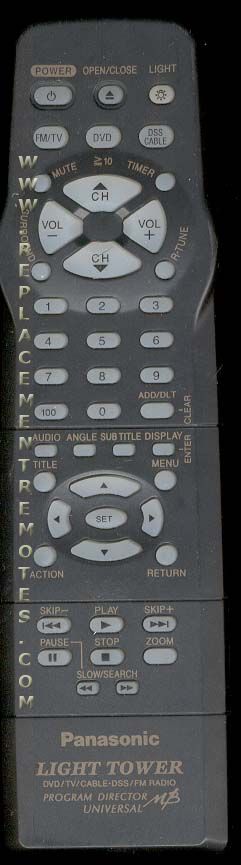 POWER OPEN/CLOSE LIGHT
FM/TV DVD DSS CABLE
MUTE ≧10 TIMER
SURROUND
CH
VOL − VOL +
CH
R-TUNE
1 2 3
4 5 6
7 8 9
ADD/DLT
100 0
CLEAR
AUDIO ANGLE SUB TITLE DISPLAY
ENTER
TITLE MENU
SET
ACTION RETURN
SKIP− PLAY SKIP+
PAUSE STOP ZOOM
SLOW/SEARCH
Panasonic
LIGHT TOWER
DVD/TV/CABLE•DSS/FM RADIO
PROGRAM DIRECTOR MB
UNIVERSAL
WWW.REPLACEMENTREMOTES.COM